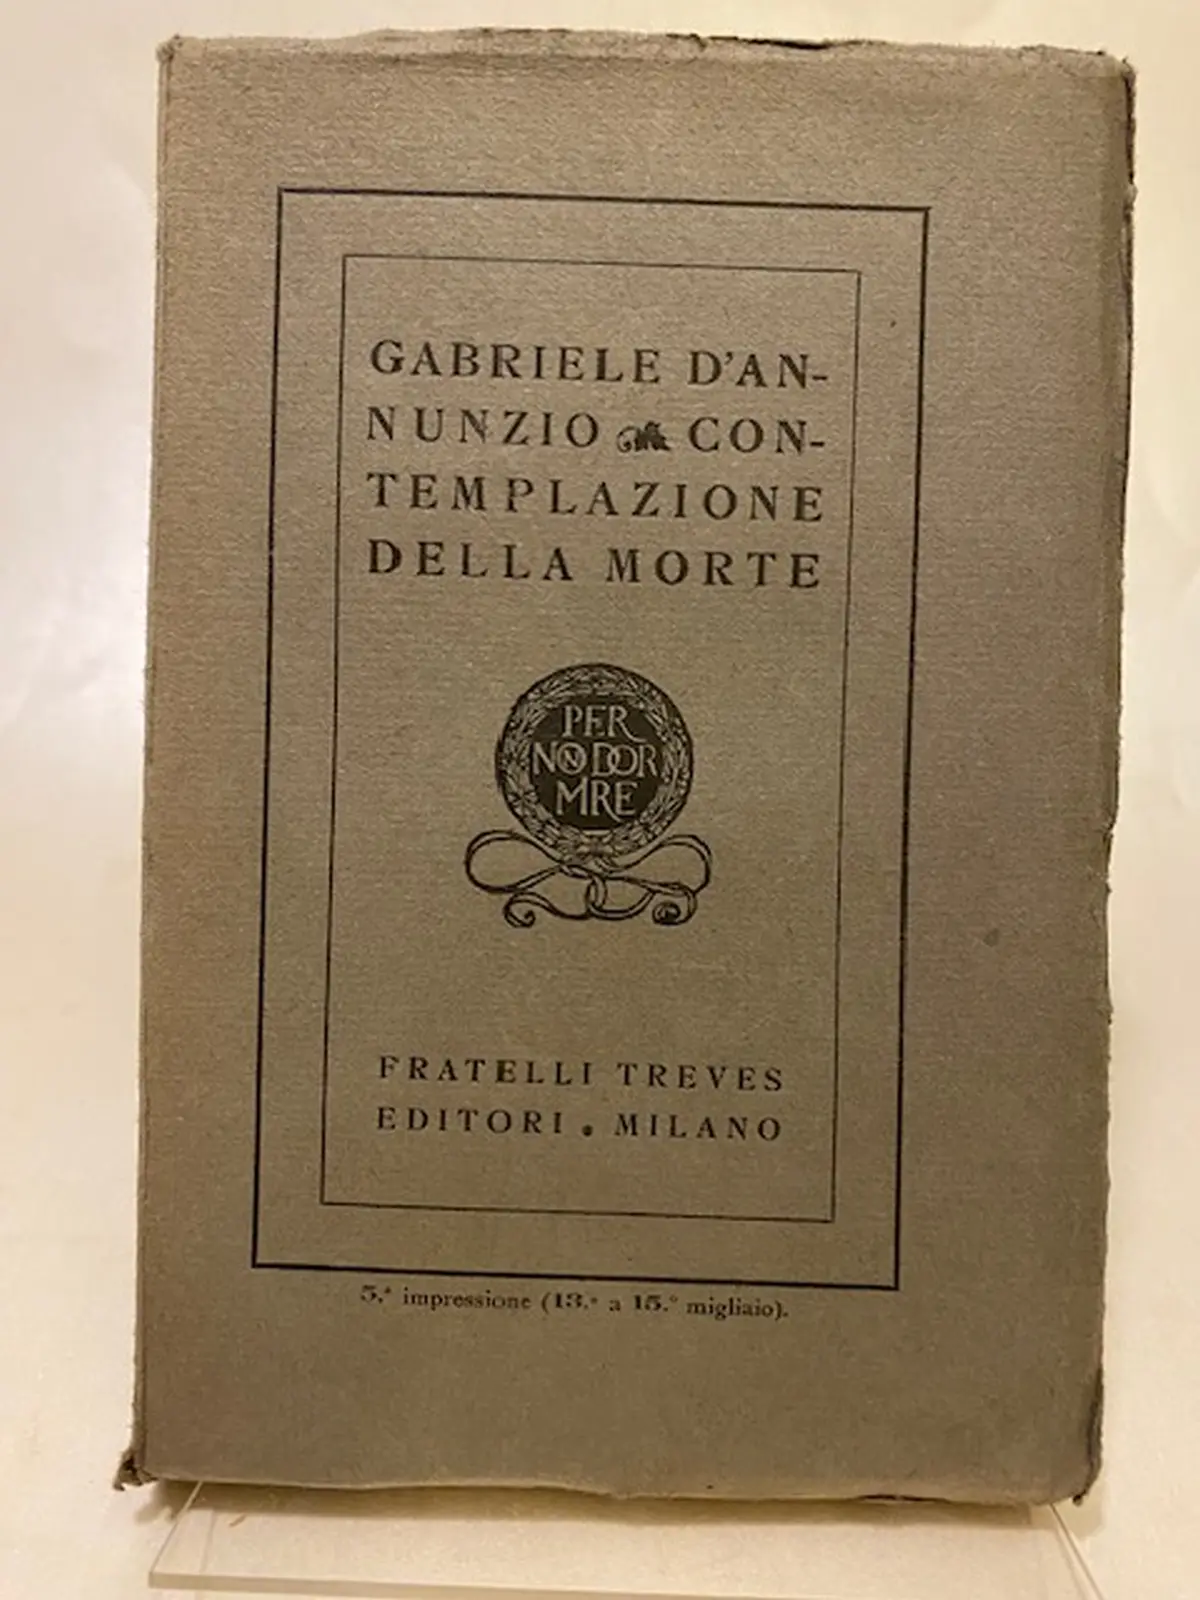 GABRIELE D'AN-
NUNZIO CON-
TEMPLAZIONE
DELLA MORTE
PER
NON DOR
MRE
FRATELLI TREVES
EDITORI • MILANO
5.ª impressione (13.º a 15.º migliaio).